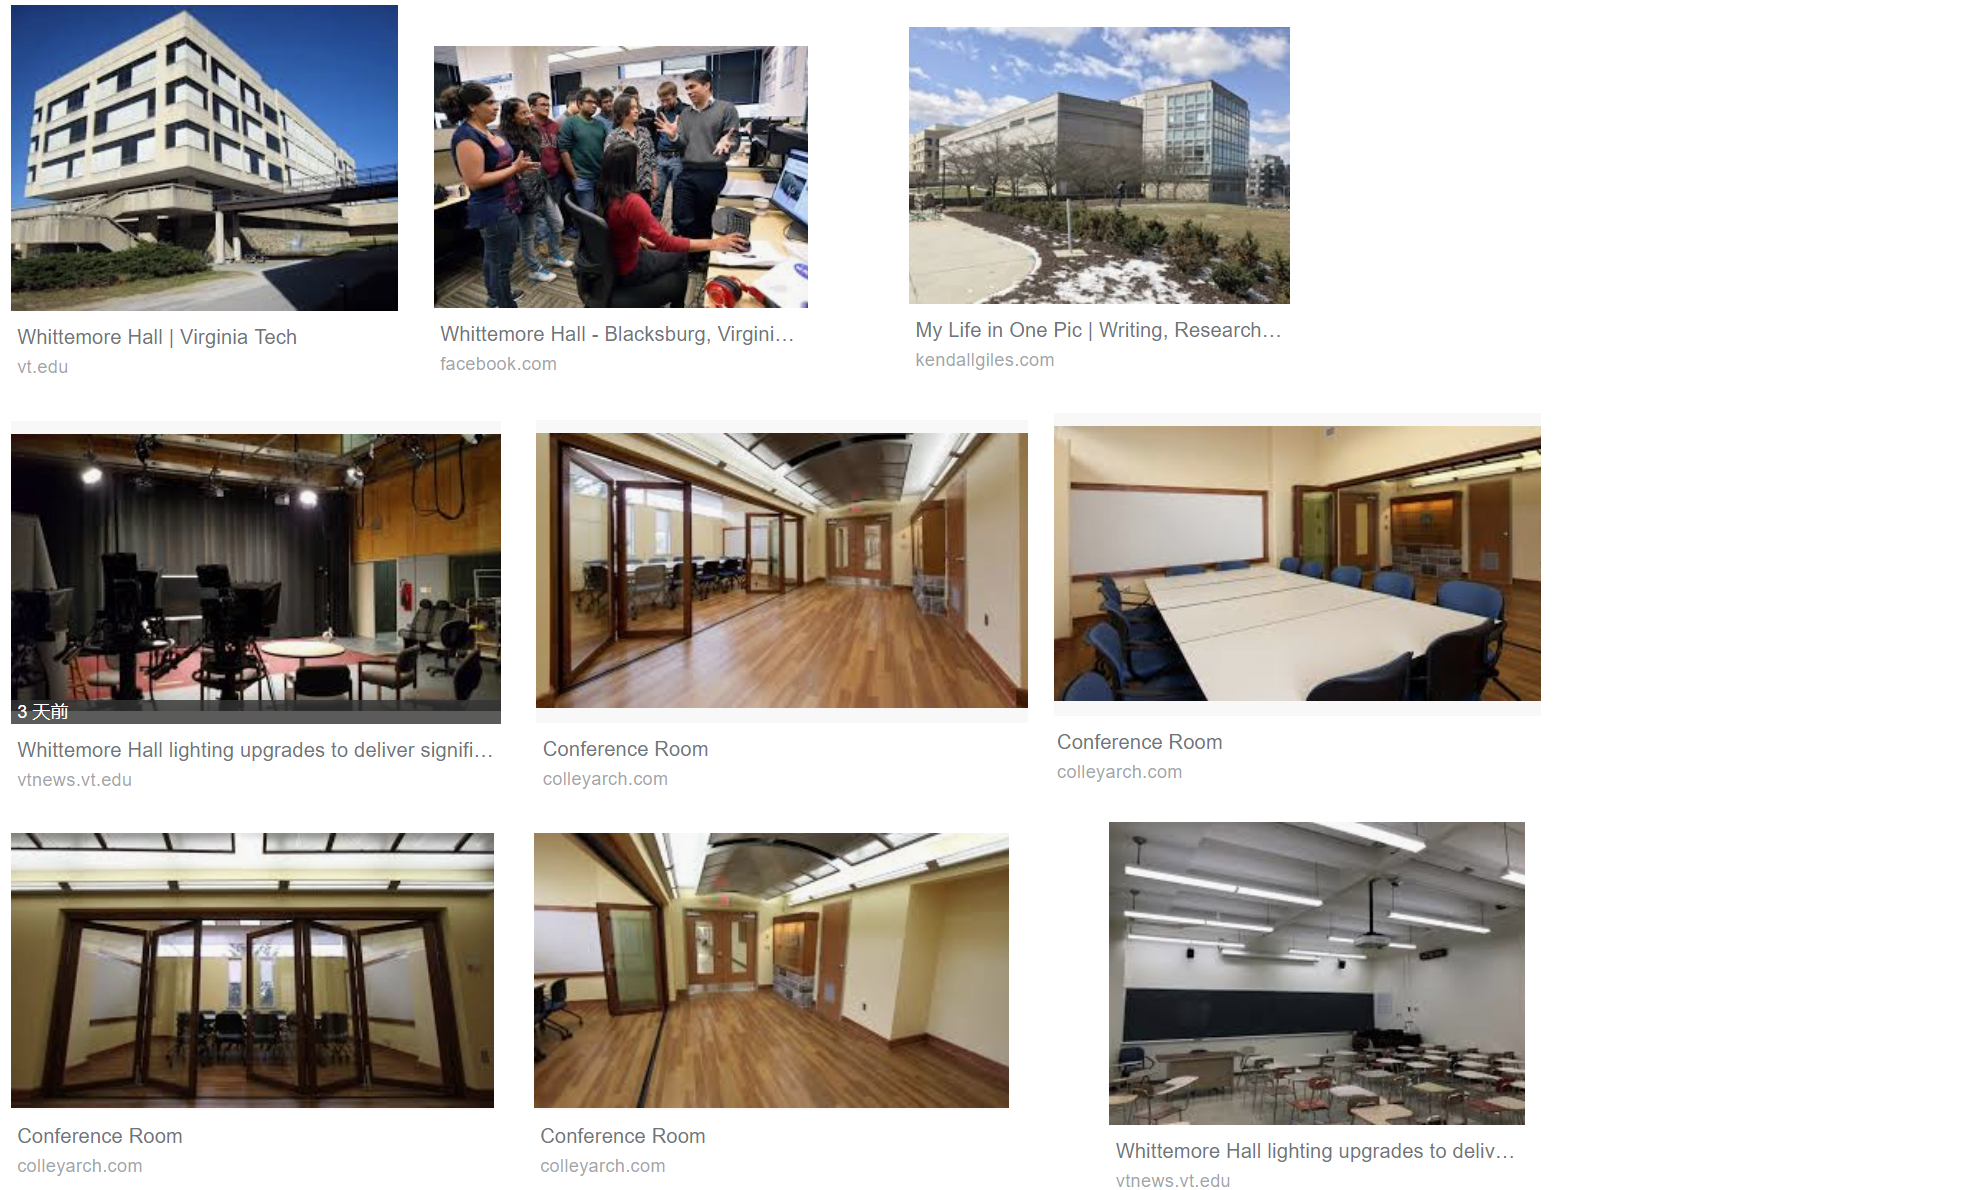 Whittemore Hall | Virginia Tech
vt.edu
Whittemore Hall - Blacksburg, Virgini…
facebook.com
My Life in One Pic | Writing, Research…
kendallgiles.com
3 天前
Whittemore Hall lighting upgrades to deliver signifi…
vtnews.vt.edu
Conference Room
colleyarch.com
Conference Room
colleyarch.com
Conference Room
colleyarch.com
Conference Room
colleyarch.com
Whittemore Hall lighting upgrades to deliv…
vtnews.vt.edu